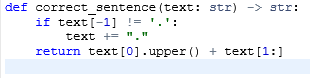 def correct_sentence(text: str) -> str:
    if text[-1] != '.':
        text += "."
    return text[0].upper() + text[1:]